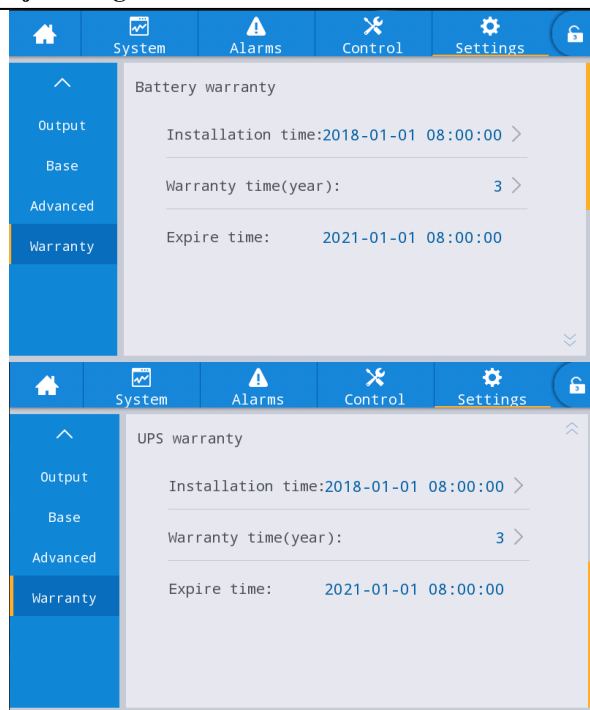 System Alarms Control Settings 3
Output
Base
Advanced
Warranty
Battery warranty
Installation time:2018-01-01 08:00:00
Warranty time(year): 3
Expire time: 2021-01-01 08:00:00
System Alarms Control Settings 3
Output
Base
Advanced
Warranty
UPS warranty
Installation time:2018-01-01 08:00:00
Warranty time(year): 3
Expire time: 2021-01-01 08:00:00